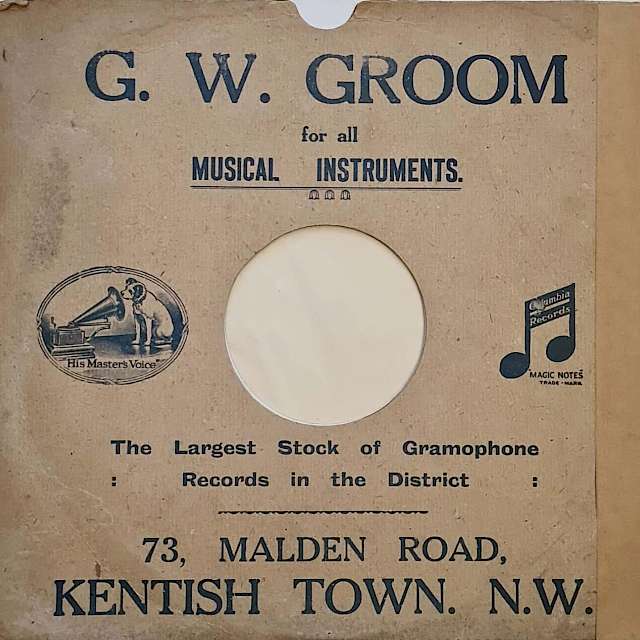 G. W. GROOM
for all
MUSICAL INSTRUMENTS.
"His Master's Voice"
Columbia
Records
"MAGIC NOTES"
TRADE-MARK
The Largest Stock of Gramophone
: Records in the District :
73, MALDEN ROAD,
KENTISH TOWN. N.W.